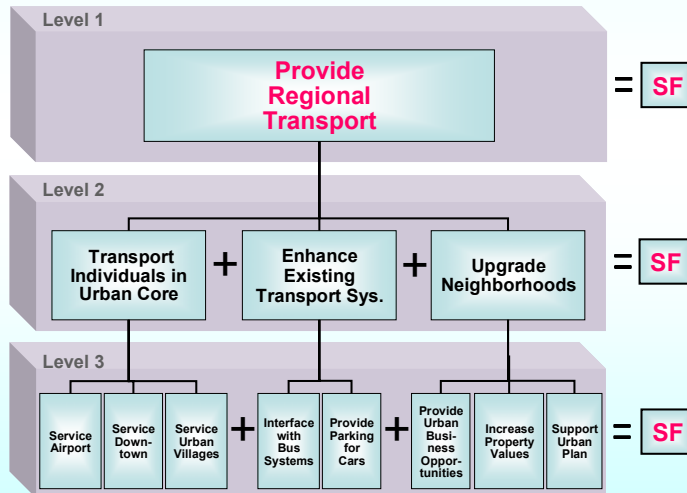 Level 1
Provide
Regional
Transport
= SF
Level 2
Transport
Individuals in
Urban Core
+
Enhance
Existing
Transport Sys.
+
Upgrade
Neighborhoods
= SF
Level 3
Service
Airport
Service
Down-
town
Service
Urban
Villages
+
Interface
with
Bus
Systems
Provide
Parking
for
Cars
+
Provide
Urban
Busi-
ness
Oppor-
tunities
Increase
Property
Values
Support
Urban
Plan
= SF